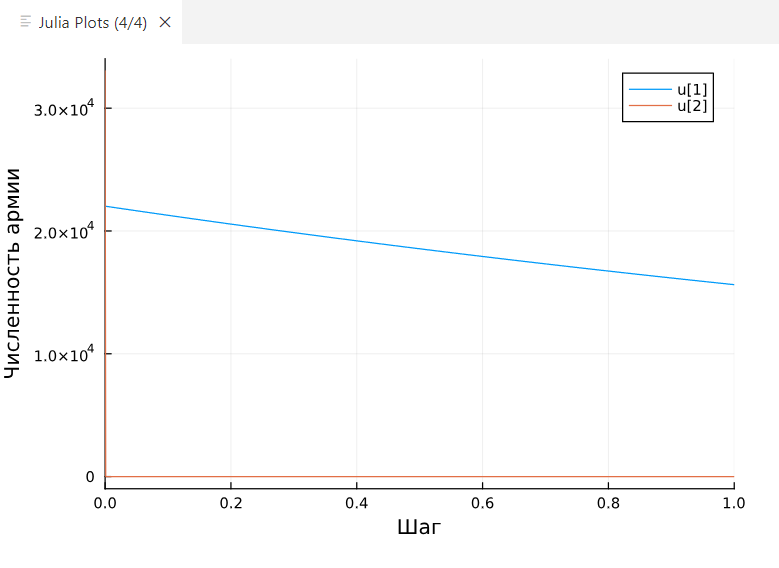 Julia Plots (4/4)
3.0×10⁴
2.0×10⁴
1.0×10⁴
0
Численность армии
u[1]
u[2]
0.0 0.2 0.4 0.6 0.8 1.0
Шаг